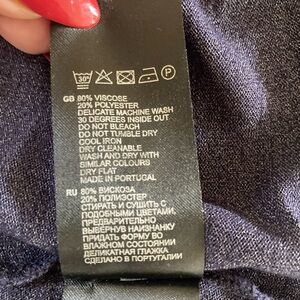 30°
P
GB 80% VISCOSE
20% POLYESTER
DELICATE MACHINE WASH
30 DEGREES INSIDE OUT
DO NOT BLEACH
DO NOT TUMBLE DRY
COOL IRON
DRY CLEANABLE
WASH AND DRY WITH
SIMILAR COLOURS
DRY FLAT
MADE IN PORTUGAL
RU 80% ВИСКОЗА
20% ПОЛИЭСТЕР
СТИРАТЬ И СУШИТЬ С
ПОДОБНЫМИ ЦВЕТАМИ.
ПРЕДВАРИТЕЛЬНО
ВЫВЕРНУВ НАИЗНАНКУ
ПРИДАТЬ ФОРМУ ВО
ВЛАЖНОМ СОСТОЯНИИ
ДЕЛИКАТНАЯ ГЛАЖКА
СДЕЛАНО В ПОРТУГАЛИИ